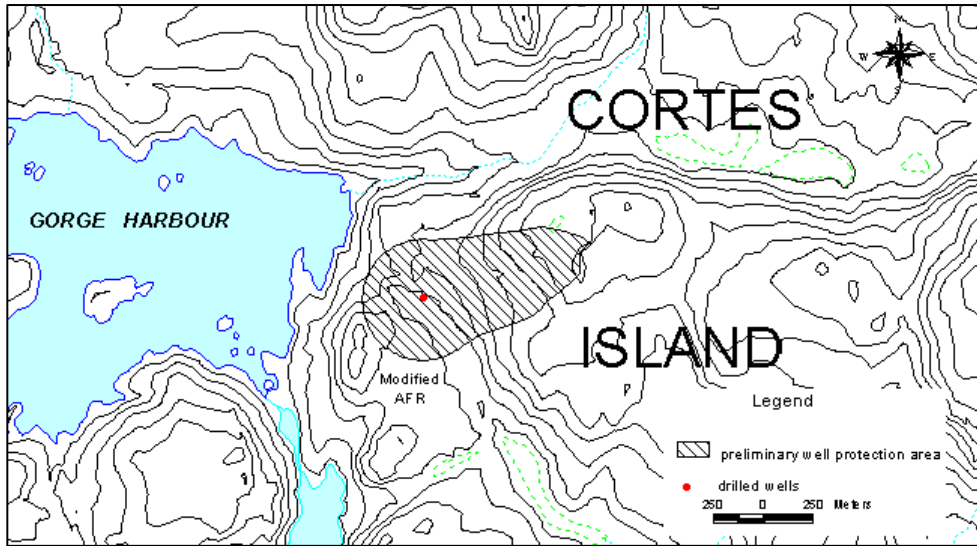 N
W E
CORTES
GORGE HARBOUR
ISLAND
Modified
AFR
Legend
preliminary well protection area
drilled wells
250 0 250 Meters